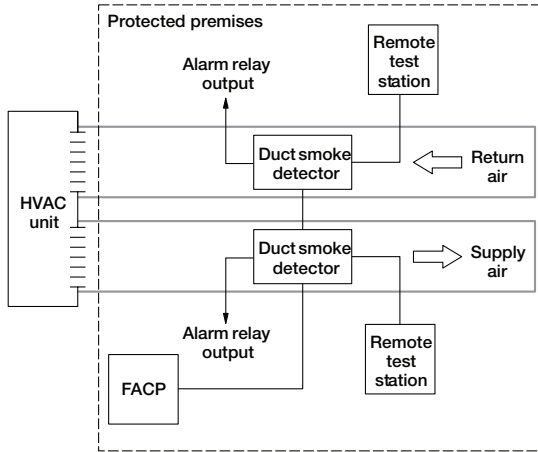 Protected premises
Remote
test
station
Alarm relay
output
Duct smoke
detector
Return
air
HVAC
unit
Duct smoke
detector
Supply
air
Alarm relay
output
Remote
test
station
FACP